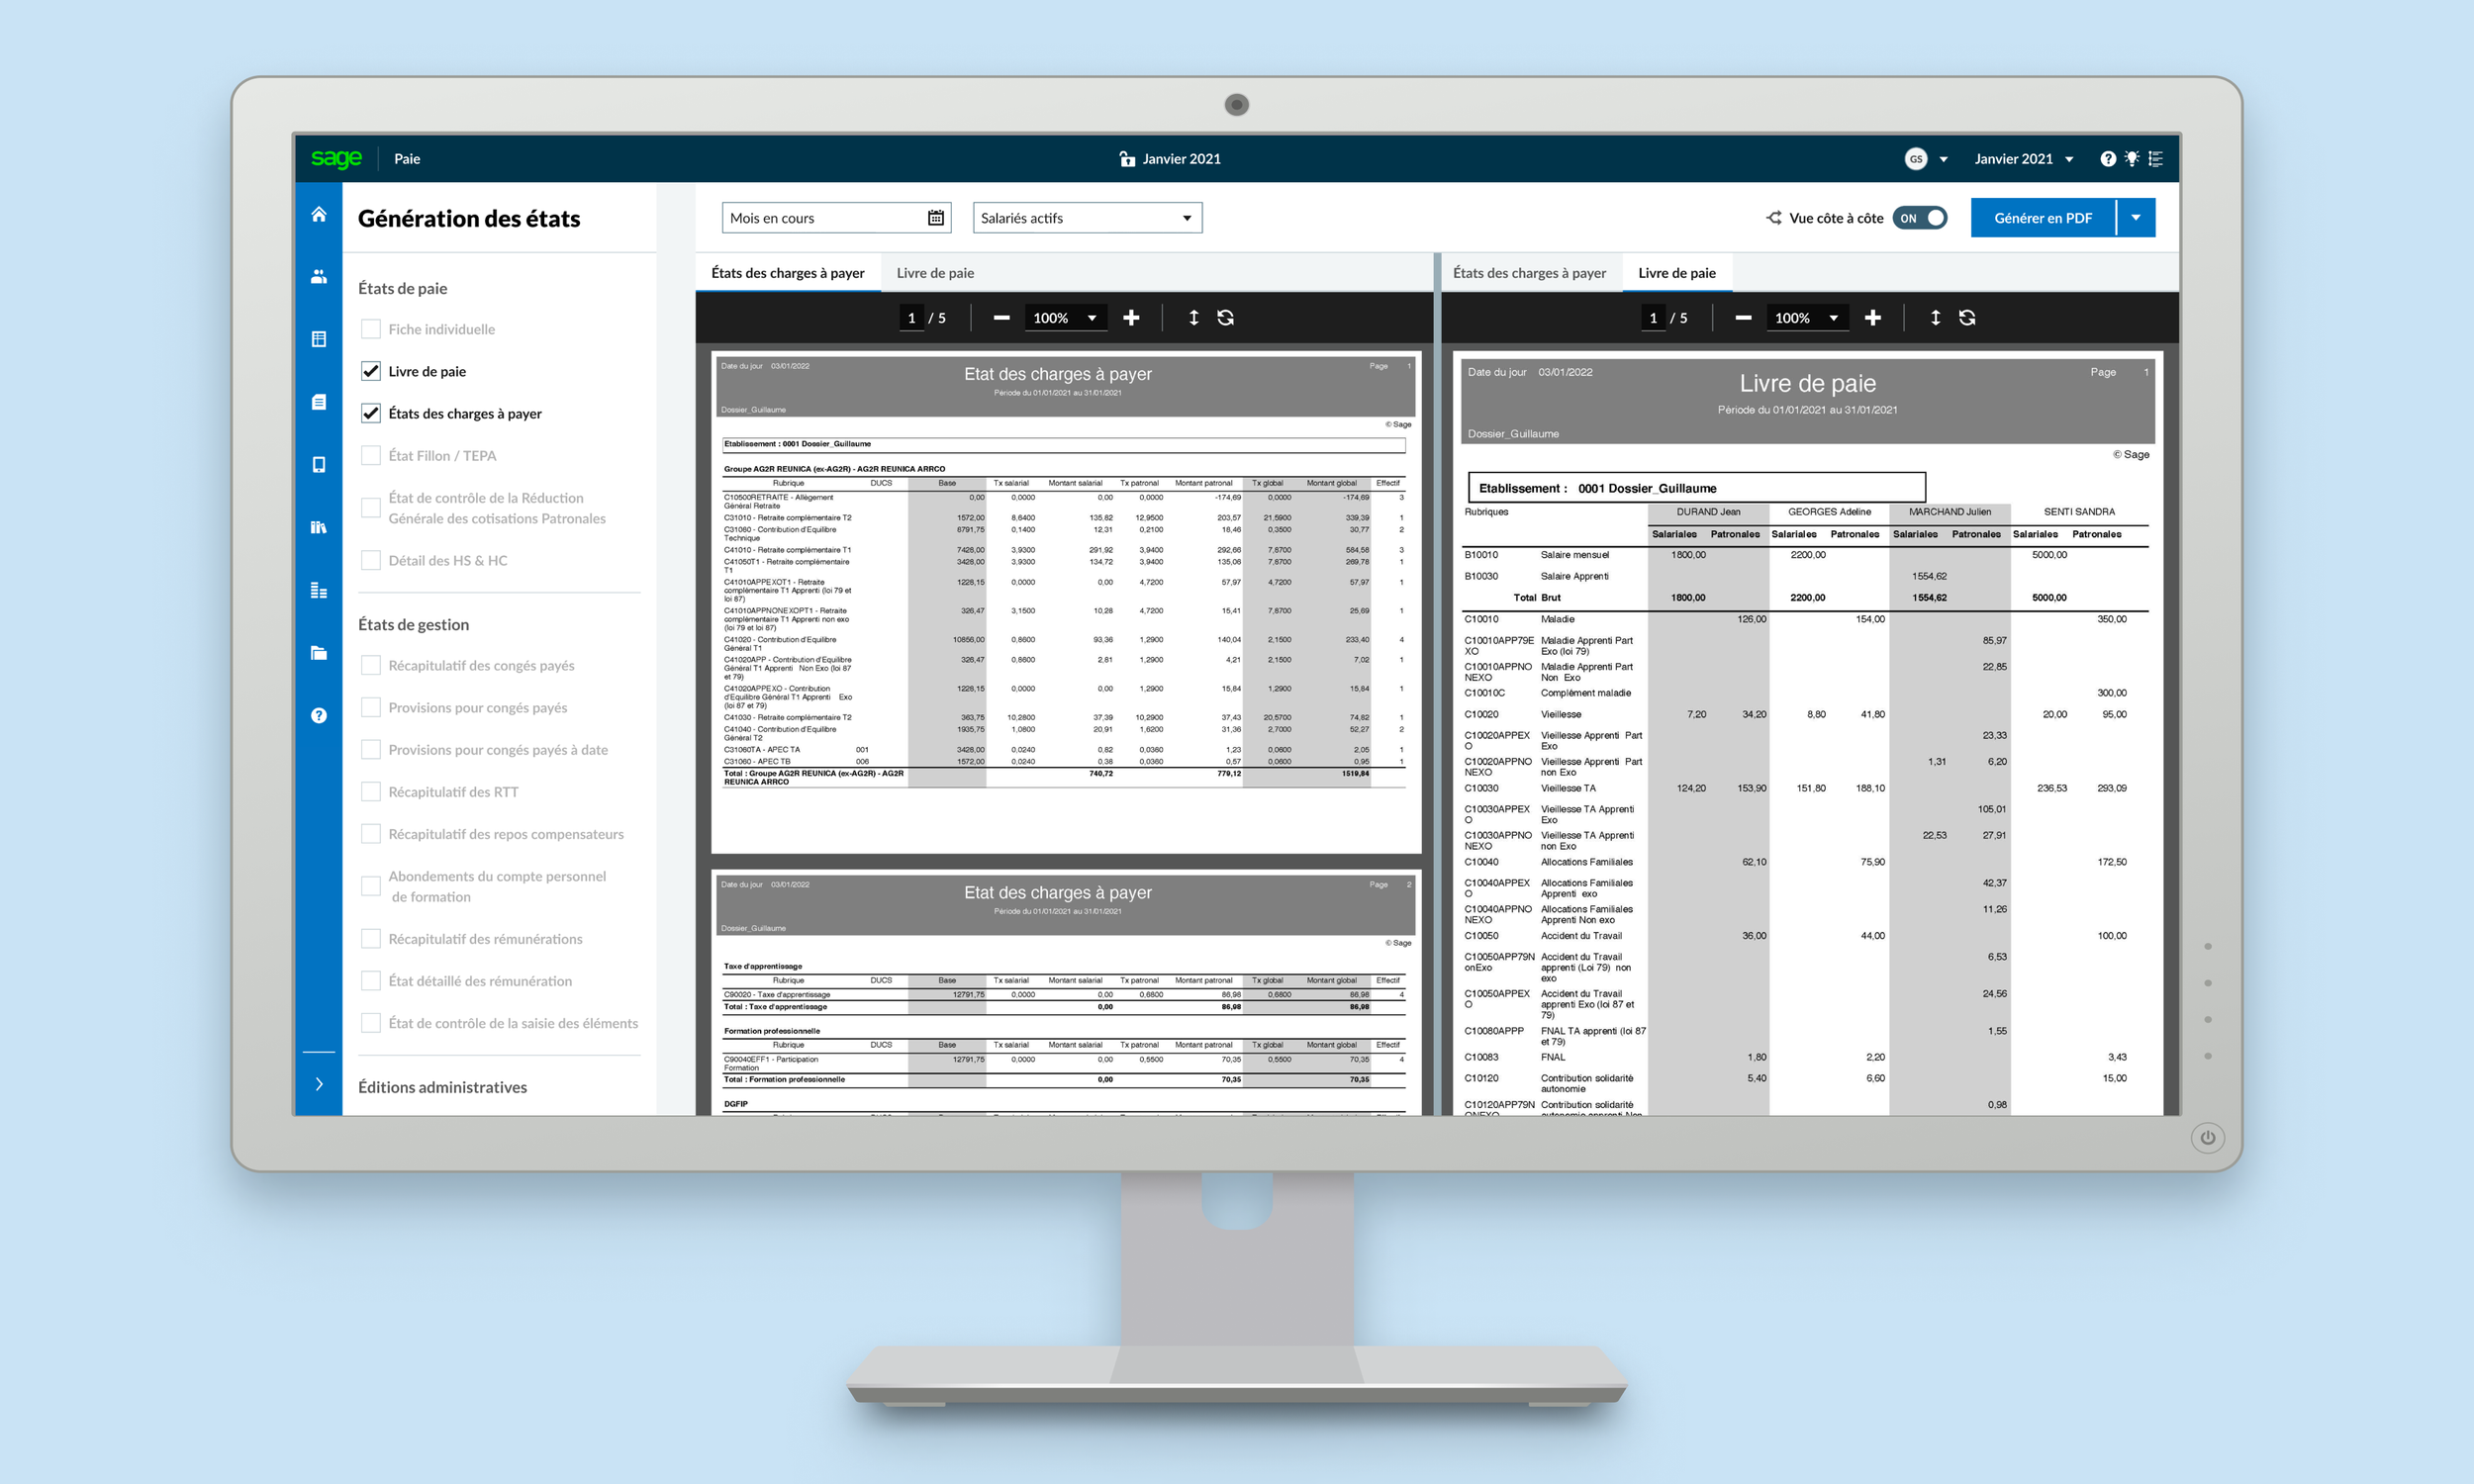 sage Paie Janvier 2021 GS Janvier 2021 ?
Génération des états
États de paie
Fiche individuelle
Livre de paie
États des charges à payer
État Fillon / TEPA
État de contrôle de la Réduction
Générale des cotisations Patronales
Détail des HS & HC
États de gestion
Récapitulatif des congés payés
Provisions pour congés payés
Provisions pour congés payés à date
Récapitulatif des RTT
Récapitulatif des repos compensateurs
Abondements du compte personnel
de formation
Récapitulatif des rémunérations
État détaillé des rémunération
État de contrôle de la saisie des éléments
Éditions administratives
Mois en cours Salariés actifs Vue côte à côte ON Générer en PDF
États des charges à payer Livre de paie
1 / 5 100%
Date du jour 03/01/2022 Page 1
Etat des charges à payer
Période du 01/01/2021 au 31/01/2021
Dossier_Guillaume
© Sage
Etablissement : 0001 Dossier_Guillaume
Groupe AG2R REUNICA (ex-AG2R) - AG2R REUNICA ARRCO
Rubrique DUCS Base Tx salarial Montant salarial Tx patronal Montant patronal Tx global Montant global Effectif
C10500RETRAITE - Allègement 0,00 0,0000 0,00 0,0000 -174,69 0,0000 -174,69 3
Général Retraite
C31010 - Retraite complémentaire T2 1572,00 8,6400 135,82 12,9500 203,57 21,5900 339,39 1
C31060 - Contribution d'Equilibre 8791,75 0,1400 12,31 0,2100 18,46 0,3500 30,77 2
Technique
C41010 - Retraite complémentaire T1 7428,00 3,9300 291,92 3,9400 292,66 7,8700 584,58 3
C41050T1 - Retraite complémentaire 3428,00 3,9300 134,72 3,9400 135,06 7,8700 269,78 1
T1
C41010APPEXOT1 - Retraite 1228,15 0,0000 0,00 4,7200 57,97 4,7200 57,97 1
complémentaire T1 Apprenti (loi 79 et
loi 87)
C41010APPNONEXOPT1 - Retraite 326,47 3,1500 10,28 4,7200 15,41 7,8700 25,69 1
complémentaire T1 Apprenti non exo
(loi 79 et loi 87)
C41020 - Contribution d'Equilibre 10856,00 0,8600 93,36 1,2900 140,04 2,1500 233,40 4
Général T1
C41020APP - Contribution d'Equilibre 326,47 0,8600 2,81 1,2900 4,21 2,1500 7,02 1
Général T1 Apprenti Non Exo (loi 87
et 79)
C41020APPEXO - Contribution 1228,15 0,0000 0,00 1,2900 15,84 1,2900 15,84 1
d'Equilibre Général T1 Apprenti Exo
(loi 87 et 79)
C41030 - Retraite complémentaire T2 363,75 10,2800 37,39 10,2900 37,43 20,5700 74,82 1
C41040 - Contribution d'Equilibre 1935,75 1,0800 20,91 1,6200 31,36 2,7000 52,27 2
Général T2
C31060TA - APEC TA 001 3428,00 0,0240 0,82 0,0360 1,23 0,0600 2,05 1
C31060 - APEC TB 006 1572,00 0,0240 0,38 0,0360 0,57 0,0600 0,95 1
Total : Groupe AG2R REUNICA (ex-AG2R) - AG2R 740,72 779,12 1519,84
REUNICA ARRCO
Date du jour 03/01/2022 Page 2
Etat des charges à payer
Période du 01/01/2021 au 31/01/2021
Dossier_Guillaume
© Sage
Taxe d'apprentissage
Rubrique DUCS Base Tx salarial Montant salarial Tx patronal Montant patronal Tx global Montant global Effectif
C90020 - Taxe d'apprentissage 12791,75 0,0000 0,00 0,6800 86,98 0,6800 86,98 4
Total : Taxe d'apprentissage 0,00 86,98 86,98
Formation professionnelle
Rubrique DUCS Base Tx salarial Montant salarial Tx patronal Montant patronal Tx global Montant global Effectif
C90040EFF1 - Participation 12791,75 0,0000 0,00 0,5500 70,35 0,5500 70,35 4
Formation
Total : Formation professionnelle 0,00 70,35 70,35
DGFIP
États des charges à payer Livre de paie
1 / 5 100%
Date du jour 03/01/2022 Page 1
Livre de paie
Période du 01/01/2021 au 31/01/2021
Dossier_Guillaume
© Sage
Etablissement : 0001 Dossier_Guillaume
Rubriques DURAND Jean GEORGES Adeline MARCHAND Julien SENTI SANDRA
Salariales Patronales Salariales Patronales Salariales Patronales Salariales Patronales
B10010 Salaire mensuel 1800,00 2200,00 5000,00
B10030 Salaire Apprenti 1554,62
Total Brut 1800,00 2200,00 1554,62 5000,00
C10010 Maladie 126,00 154,00 350,00
C10010APP79E Maladie Apprenti Part 85,97
XO Exo (loi 79)
C10010APPNO Maladie Apprenti Part 22,85
NEXO Non Exo
C10010C Complément maladie 300,00
C10020 Vieillesse 7,20 34,20 8,80 41,80 20,00 95,00
C10020APPEX Vieillesse Apprenti Part 23,33
O Exo
C10020APPNO Vieillesse Apprenti Part 1,31 6,20
NEXO non Exo
C10030 Vieillesse TA 124,20 153,90 151,80 188,10 236,53 293,09
C10030APPEX Vieillesse TA Apprenti 105,01
O Exo
C10030APPNO Vieillesse TA Apprenti 22,53 27,91
NEXO non Exo
C10040 Allocations Familiales 62,10 75,90 172,50
C10040APPEX Allocations Familiales 42,37
O Apprenti exo
C10040APPNO Allocations Familiales 11,26
NEXO Apprenti Non exo
C10050 Accident du Travail 36,00 44,00 100,00
C10050APP79N Accident du Travail 6,53
onExo apprenti (Loi 79) non
exo
C10050APPEX Accident du Travail 24,56
O apprenti Exo (loi 87 et
79)
C10080APPP FNAL TA apprenti (loi 87 1,55
et 79)
C10083 FNAL 1,80 2,20 3,43
C10120 Contribution solidarité 5,40 6,60 15,00
autonomie
C10120APP79N Contribution solidarité 0,98